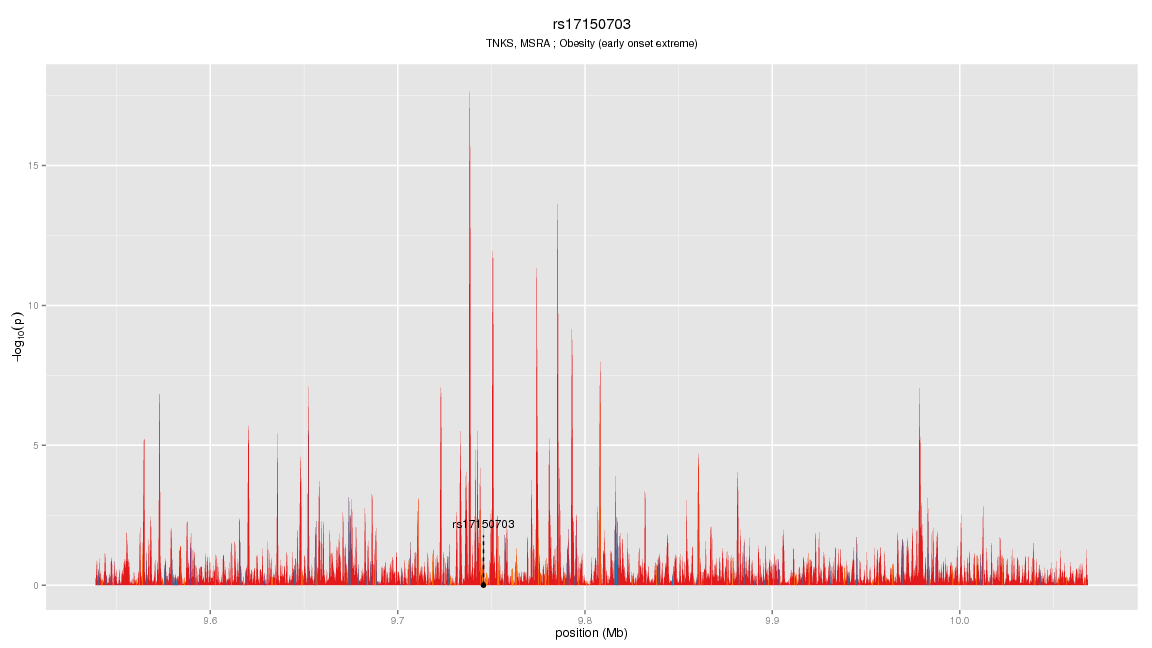 rs17150703
TNKS, MSRA ; Obesity (early onset extreme)
15
10
5
0
−log10(p)
rs17150703
9.6
9.7
9.8
9.9
10.0
position (Mb)